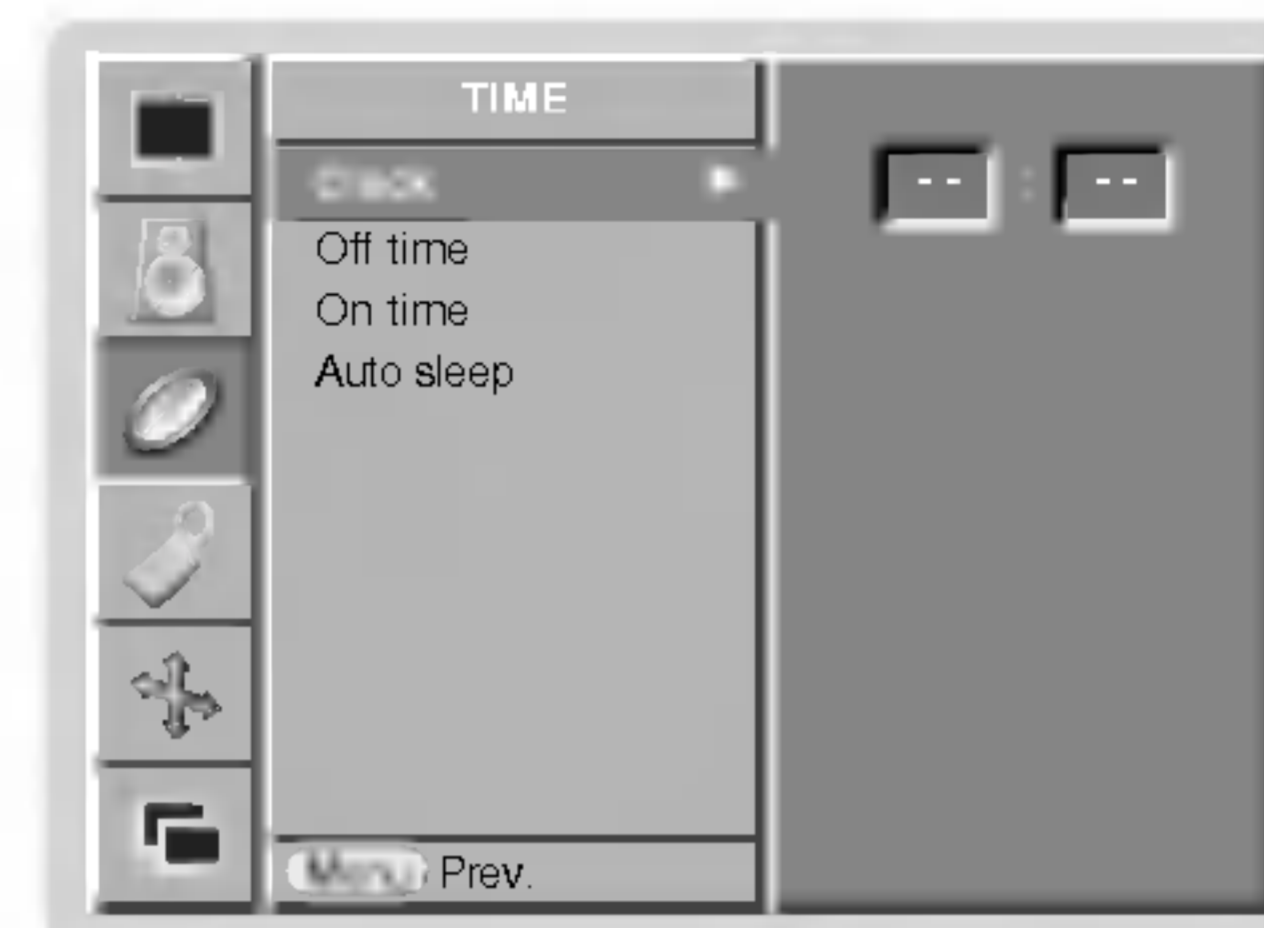 TIME
Clock
-- : --
Off time
On time
Auto sleep
Menu Prev.